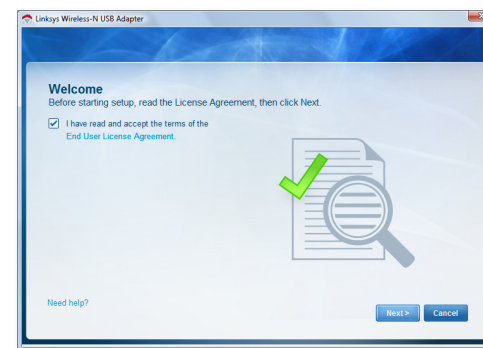 Linksys Wireless-N USB Adapter
Welcome
Before starting setup, read the License Agreement, then click Next.
I have read and accept the terms of the
End User License Agreement.
Need help?
Next >
Cancel